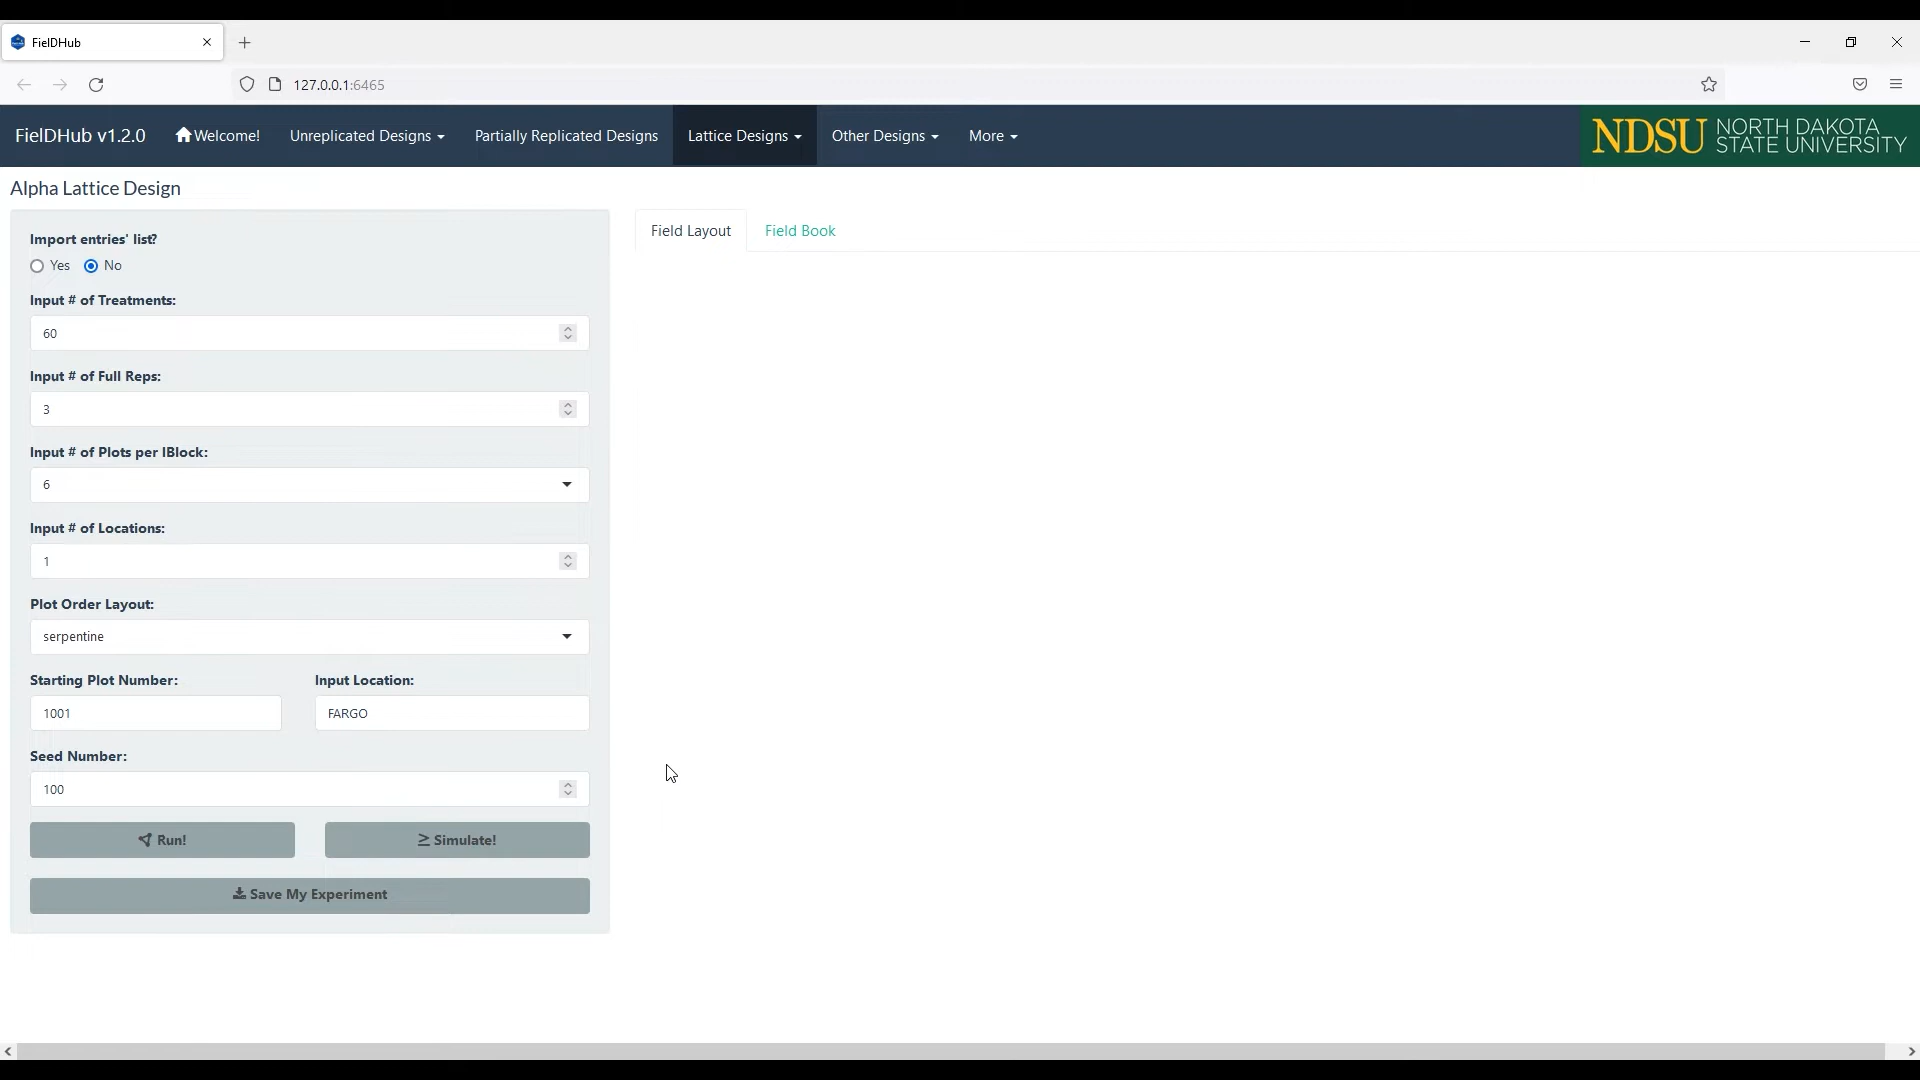 FielDHub
127.0.0.1:6465
FielDHub v1.2.0 Welcome! Unreplicated Designs Partially Replicated Designs Lattice Designs Other Designs More NDSU NORTH DAKOTA
STATE UNIVERSITY
Alpha Lattice Design
Import entries' list?
Yes No
Input # of Treatments:
60
Input # of Full Reps:
3
Input # of Plots per IBlock:
6
Input # of Locations:
1
Plot Order Layout:
serpentine
Starting Plot Number: Input Location:
1001 FARGO
Seed Number:
100
Run! Simulate!
Save My Experiment
Field Layout Field Book